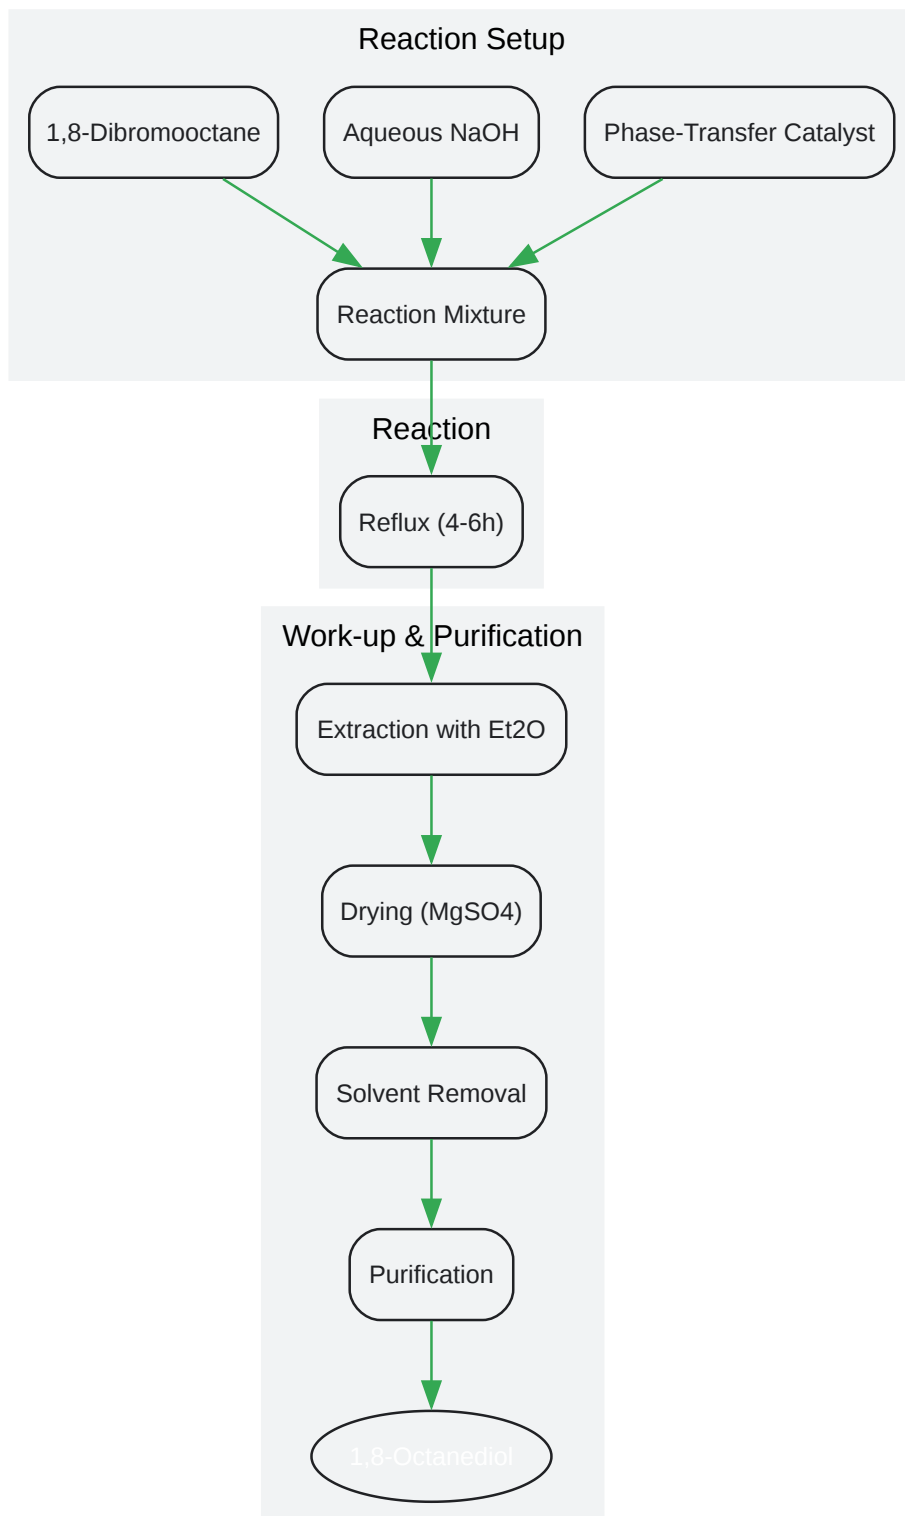 Reaction Setup
1,8-Dibromooctane
Aqueous NaOH
Phase-Transfer Catalyst
Reaction Mixture
Reaction
Reflux (4-6h)
Work-up & Purification
Extraction with Et2O
Drying (MgSO4)
Solvent Removal
Purification
1,8-Octanediol